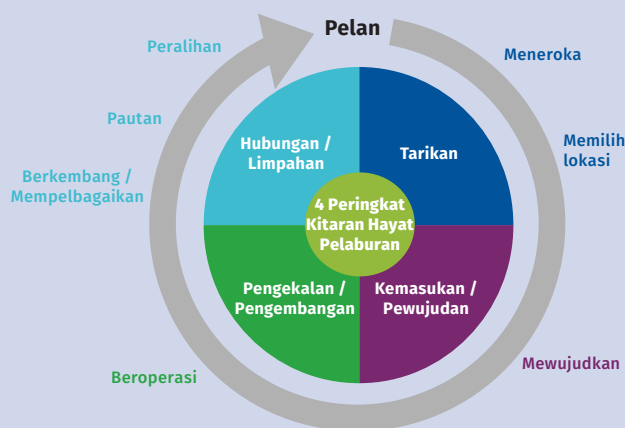 Pelan
Peralihan
Meneroka
Pautan
Memilih
lokasi
Berkembang /
Mempelbagaikan
Hubungan /
Limpahan
Tarikan
4 Peringkat
Kitaran Hayat
Pelaburan
Pengekalan /
Pengembangan
Kemasukan /
Pewujudan
Beroperasi
Mewujudkan